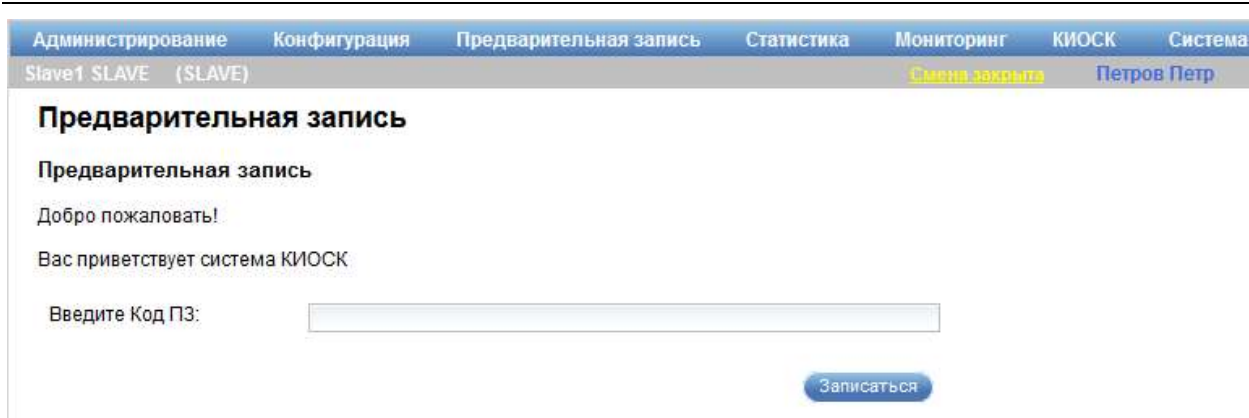 Администрирование Конфигурация Предварительная запись Статистика Мониторинг КИОСК Система
Slave1 SLAVE (SLAVE) Смена закрыта Петров Петр
Предварительная запись
Предварительная запись
Добро пожаловать!
Вас приветствует система КИОСК
Введите Код ПЗ:
Записаться